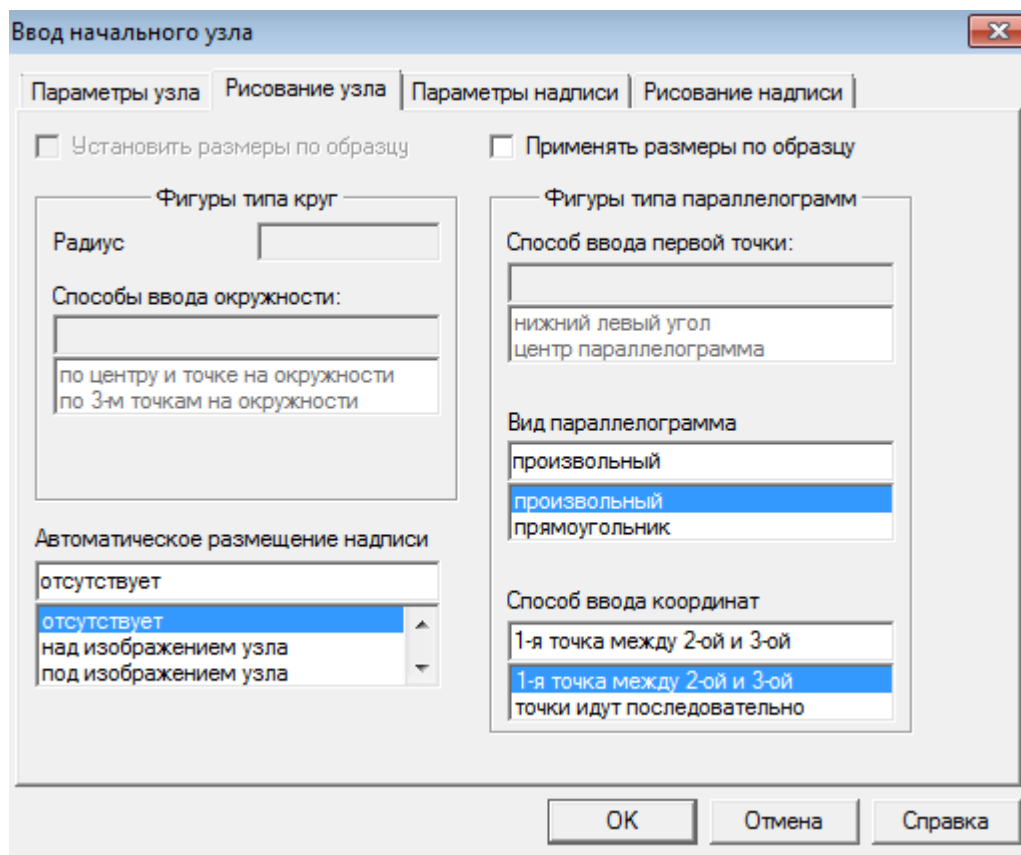 Ввод начального узла
Параметры узла Рисование узла Параметры надписи Рисование надписи
Установить размеры по образцу
Применять размеры по образцу
Фигуры типа круг
Радиус
Способы ввода окружности:
по центру и точке на окружности
по 3-м точкам на окружности
Автоматическое размещение надписи
отсутствует
отсутствует
над изображением узла
под изображением узла
Фигуры типа параллелограмм
Способ ввода первой точки:
нижний левый угол
центр параллелограмма
Вид параллелограмма
произвольный
произвольный
прямоугольник
Способ ввода координат
1-я точка между 2-ой и 3-ой
1-я точка между 2-ой и 3-ой
точки идут последовательно
OK Отмена Справка